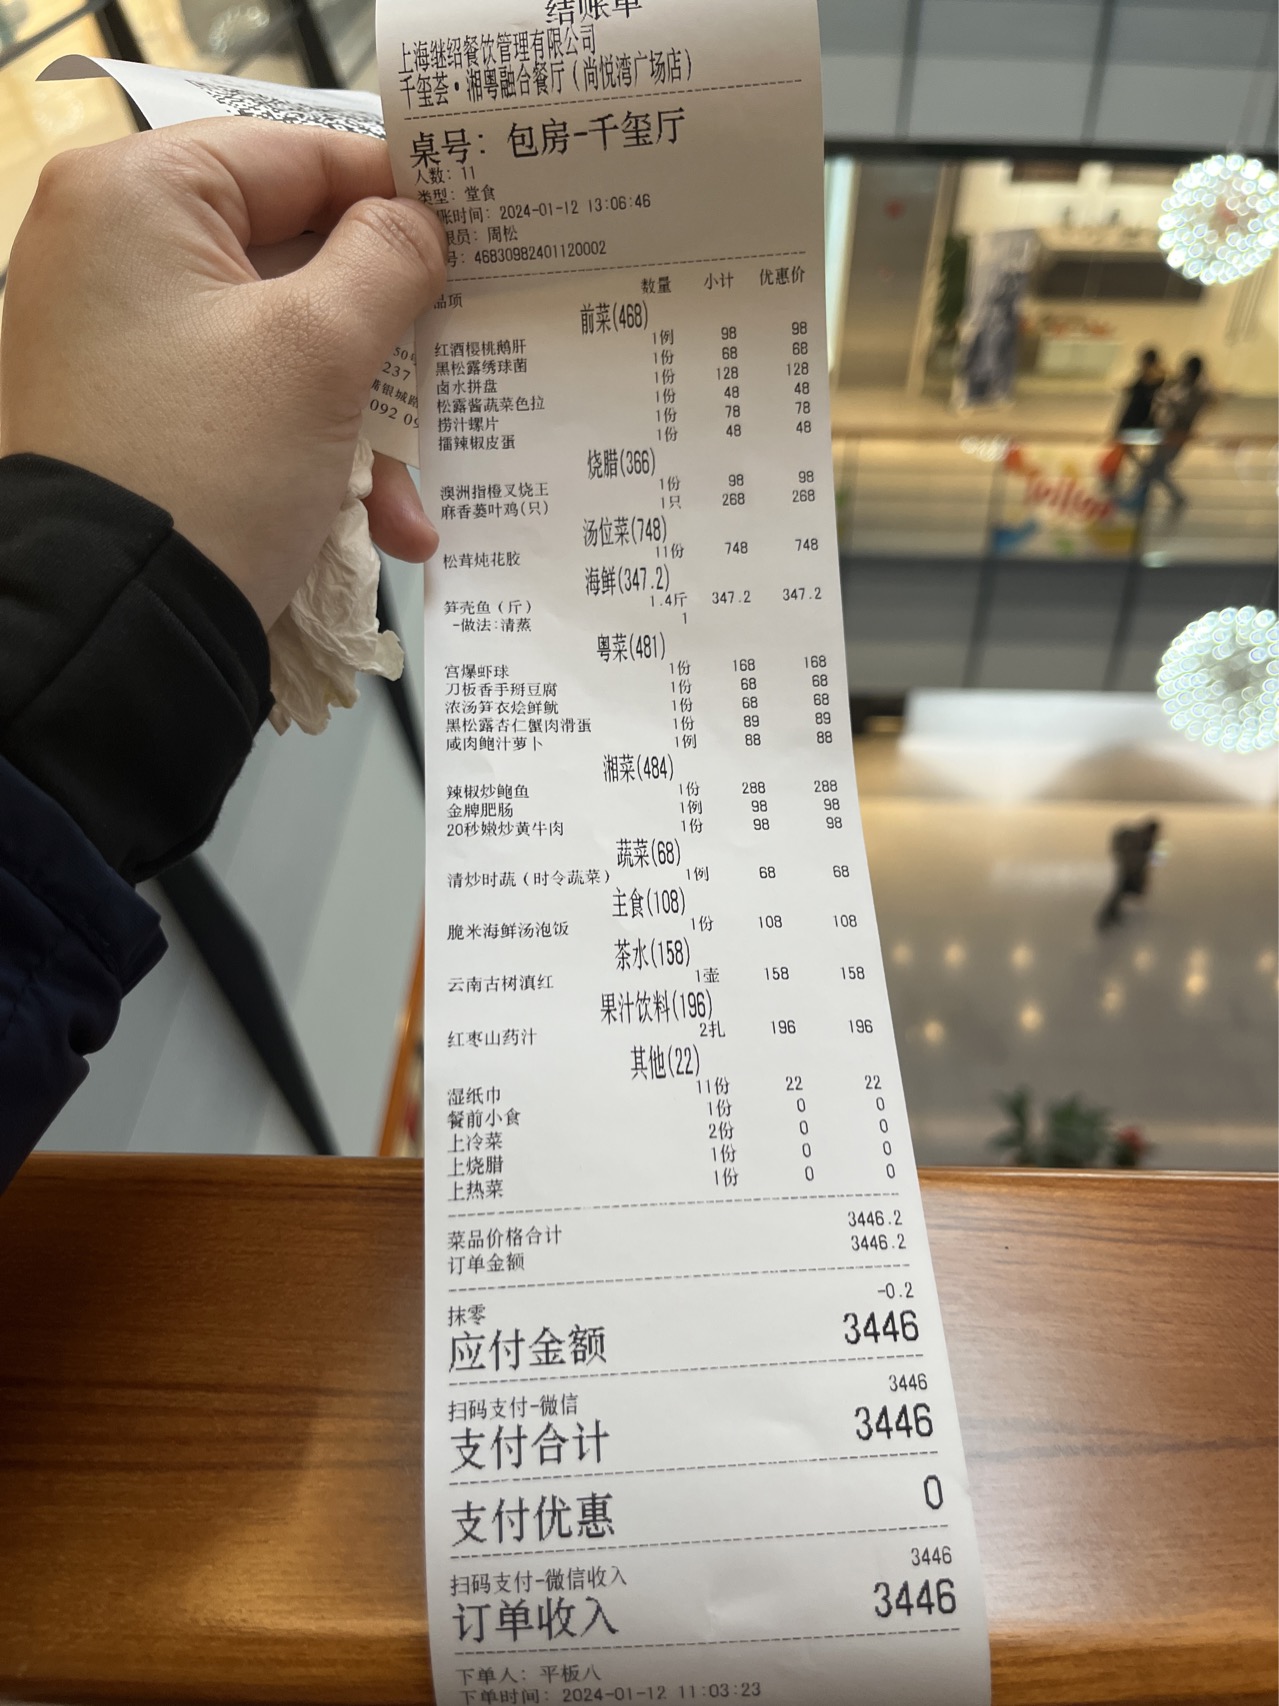 结账单
上海继绍餐饮管理有限公司
千玺荟·湘粤融合餐厅（尚悦湾广场店）
桌号：包房-千玺厅
人数：11
类型：堂食
账时间：2024-01-12 13:06:46
银员：周松
号：46830982401120002
品项 数量 小计 优惠价
前菜(468)
红酒樱桃鹅肝 1例 98 98
黑松露绣球菌 1份 68 68
卤水拼盘 1份 128 128
松露酱蔬菜色拉 1份 48 48
捞汁螺片 1份 78 78
擂辣椒皮蛋 1份 48 48
烧腊(366)
澳洲指橙叉烧王 1份 98 98
麻香蒌叶鸡(只) 1只 268 268
汤位菜(748)
松茸炖花胶 11份 748 748
海鲜(347.2)
笋壳鱼（斤） 1.4斤 347.2 347.2
-做法:清蒸 1
粤菜(481)
宫爆虾球 1份 168 168
刀板香手掰豆腐 1份 68 68
浓汤笋衣烩鲜鱿 1份 68 68
黑松露杏仁蟹肉滑蛋 1份 89 89
咸肉鲍汁萝卜 1例 88 88
湘菜(484)
辣椒炒鲍鱼 1份 288 288
金牌肥肠 1例 98 98
20秒嫩炒黄牛肉 1份 98 98
蔬菜(68)
清炒时蔬（时令蔬菜） 1例 68 68
主食(108)
脆米海鲜汤泡饭 1份 108 108
茶水(158)
云南古树滇红 1壶 158 158
果汁饮料(196)
红枣山药汁 2扎 196 196
其他(22)
湿纸巾 11份 22 22
餐前小食 1份 0 0
上冷菜 2份 0 0
上烧腊 1份 0 0
上热菜 1份 0 0
菜品价格合计 3446.2
订单金额 3446.2
抹零 -0.2
应付金额 3446
扫码支付-微信 3446
支付合计 3446
支付优惠 0
扫码支付-微信收入 3446
订单收入 3446
下单人：平板八
下单时间：2024-01-12 11:03:23
237
银城路
092 09